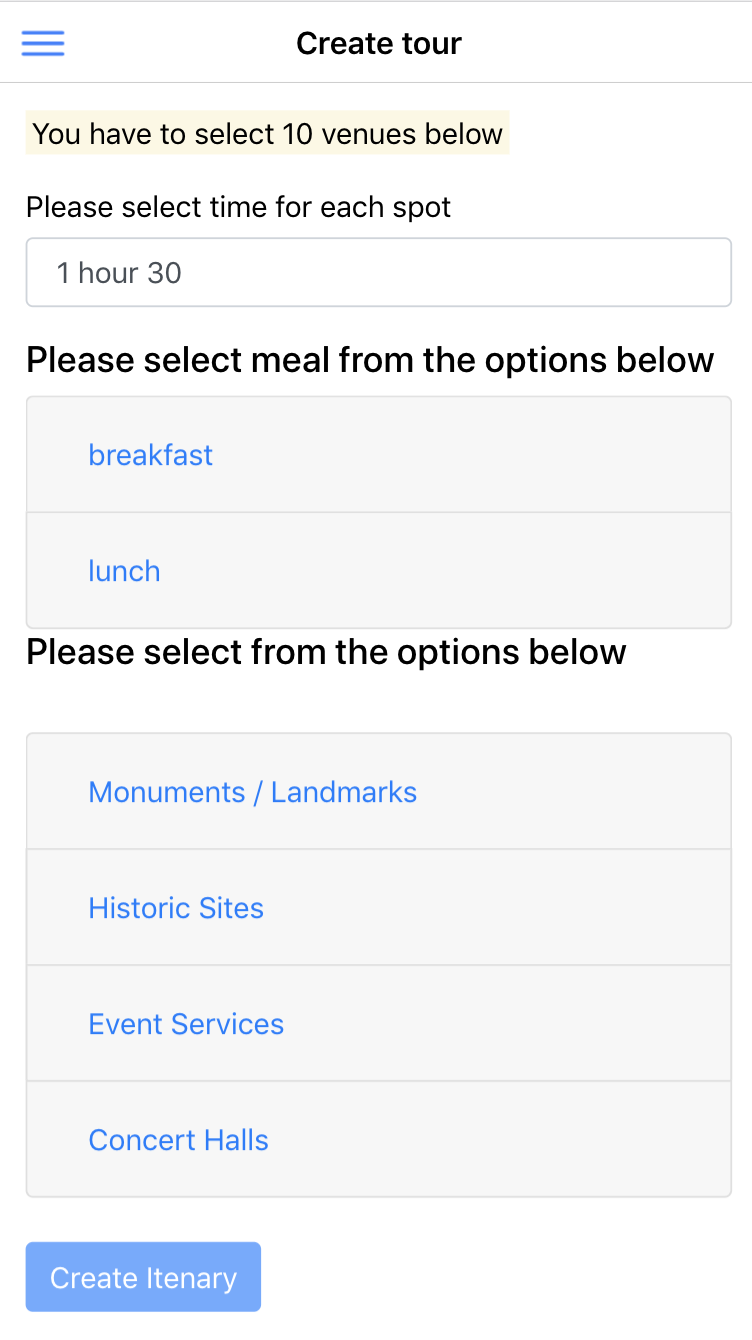 Create tour
You have to select 10 venues below
Please select time for each spot
1 hour 30
Please select meal from the options below
breakfast
lunch
Please select from the options below
Monuments / Landmarks
Historic Sites
Event Services
Concert Halls
Create Itenary